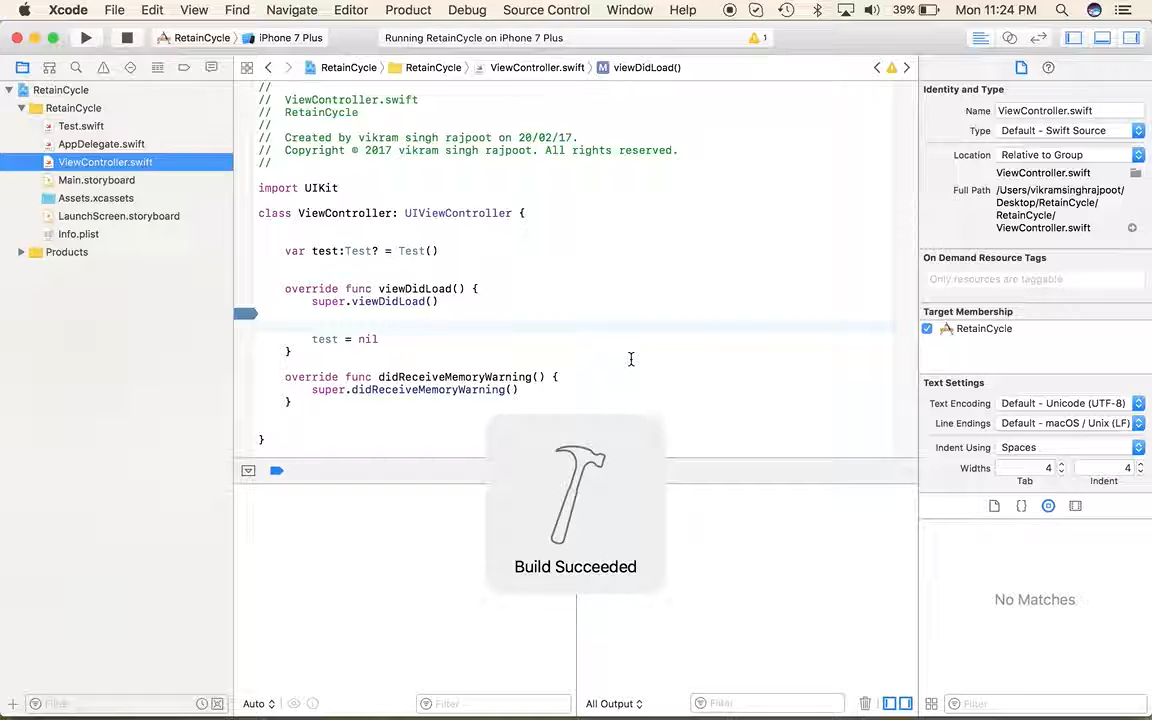 Xcode File Edit View Find Navigate Editor Product Debug Source Control Window Help 39% Mon 11:24 PM
RetainCycle iPhone 7 Plus Running RetainCycle on iPhone 7 Plus 1
RetainCycle RetainCycle ViewController.swift M viewDidLoad()
RetainCycle
RetainCycle
Test.swift
AppDelegate.swift
ViewController.swift
Main.storyboard
Assets.xcassets
LaunchScreen.storyboard
Info.plist
Products
//
// ViewController.swift
// RetainCycle
//
// Created by vikram singh rajpoot on 20/02/17.
// Copyright © 2017 vikram singh rajpoot. All rights reserved.
//
import UIKit
class ViewController: UIViewController {
var test:Test? = Test()
override func viewDidLoad() {
super.viewDidLoad()
test = nil
}
override func didReceiveMemoryWarning() {
super.didReceiveMemoryWarning()
}
}
Build Succeeded
Identity and Type
Name ViewController.swift
Type Default - Swift Source
Location Relative to Group
ViewController.swift
Full Path /Users/vikramsinghrajpoot/
Desktop/RetainCycle/
RetainCycle/
ViewController.swift
On Demand Resource Tags
Only resources are taggable
Target Membership
RetainCycle
Text Settings
Text Encoding Default - Unicode (UTF-8)
Line Endings Default - macOS / Unix (LF)
Indent Using Spaces
Widths 4 4
Tab Indent
No Matches
Filter Auto Filter All Output Filter Filter